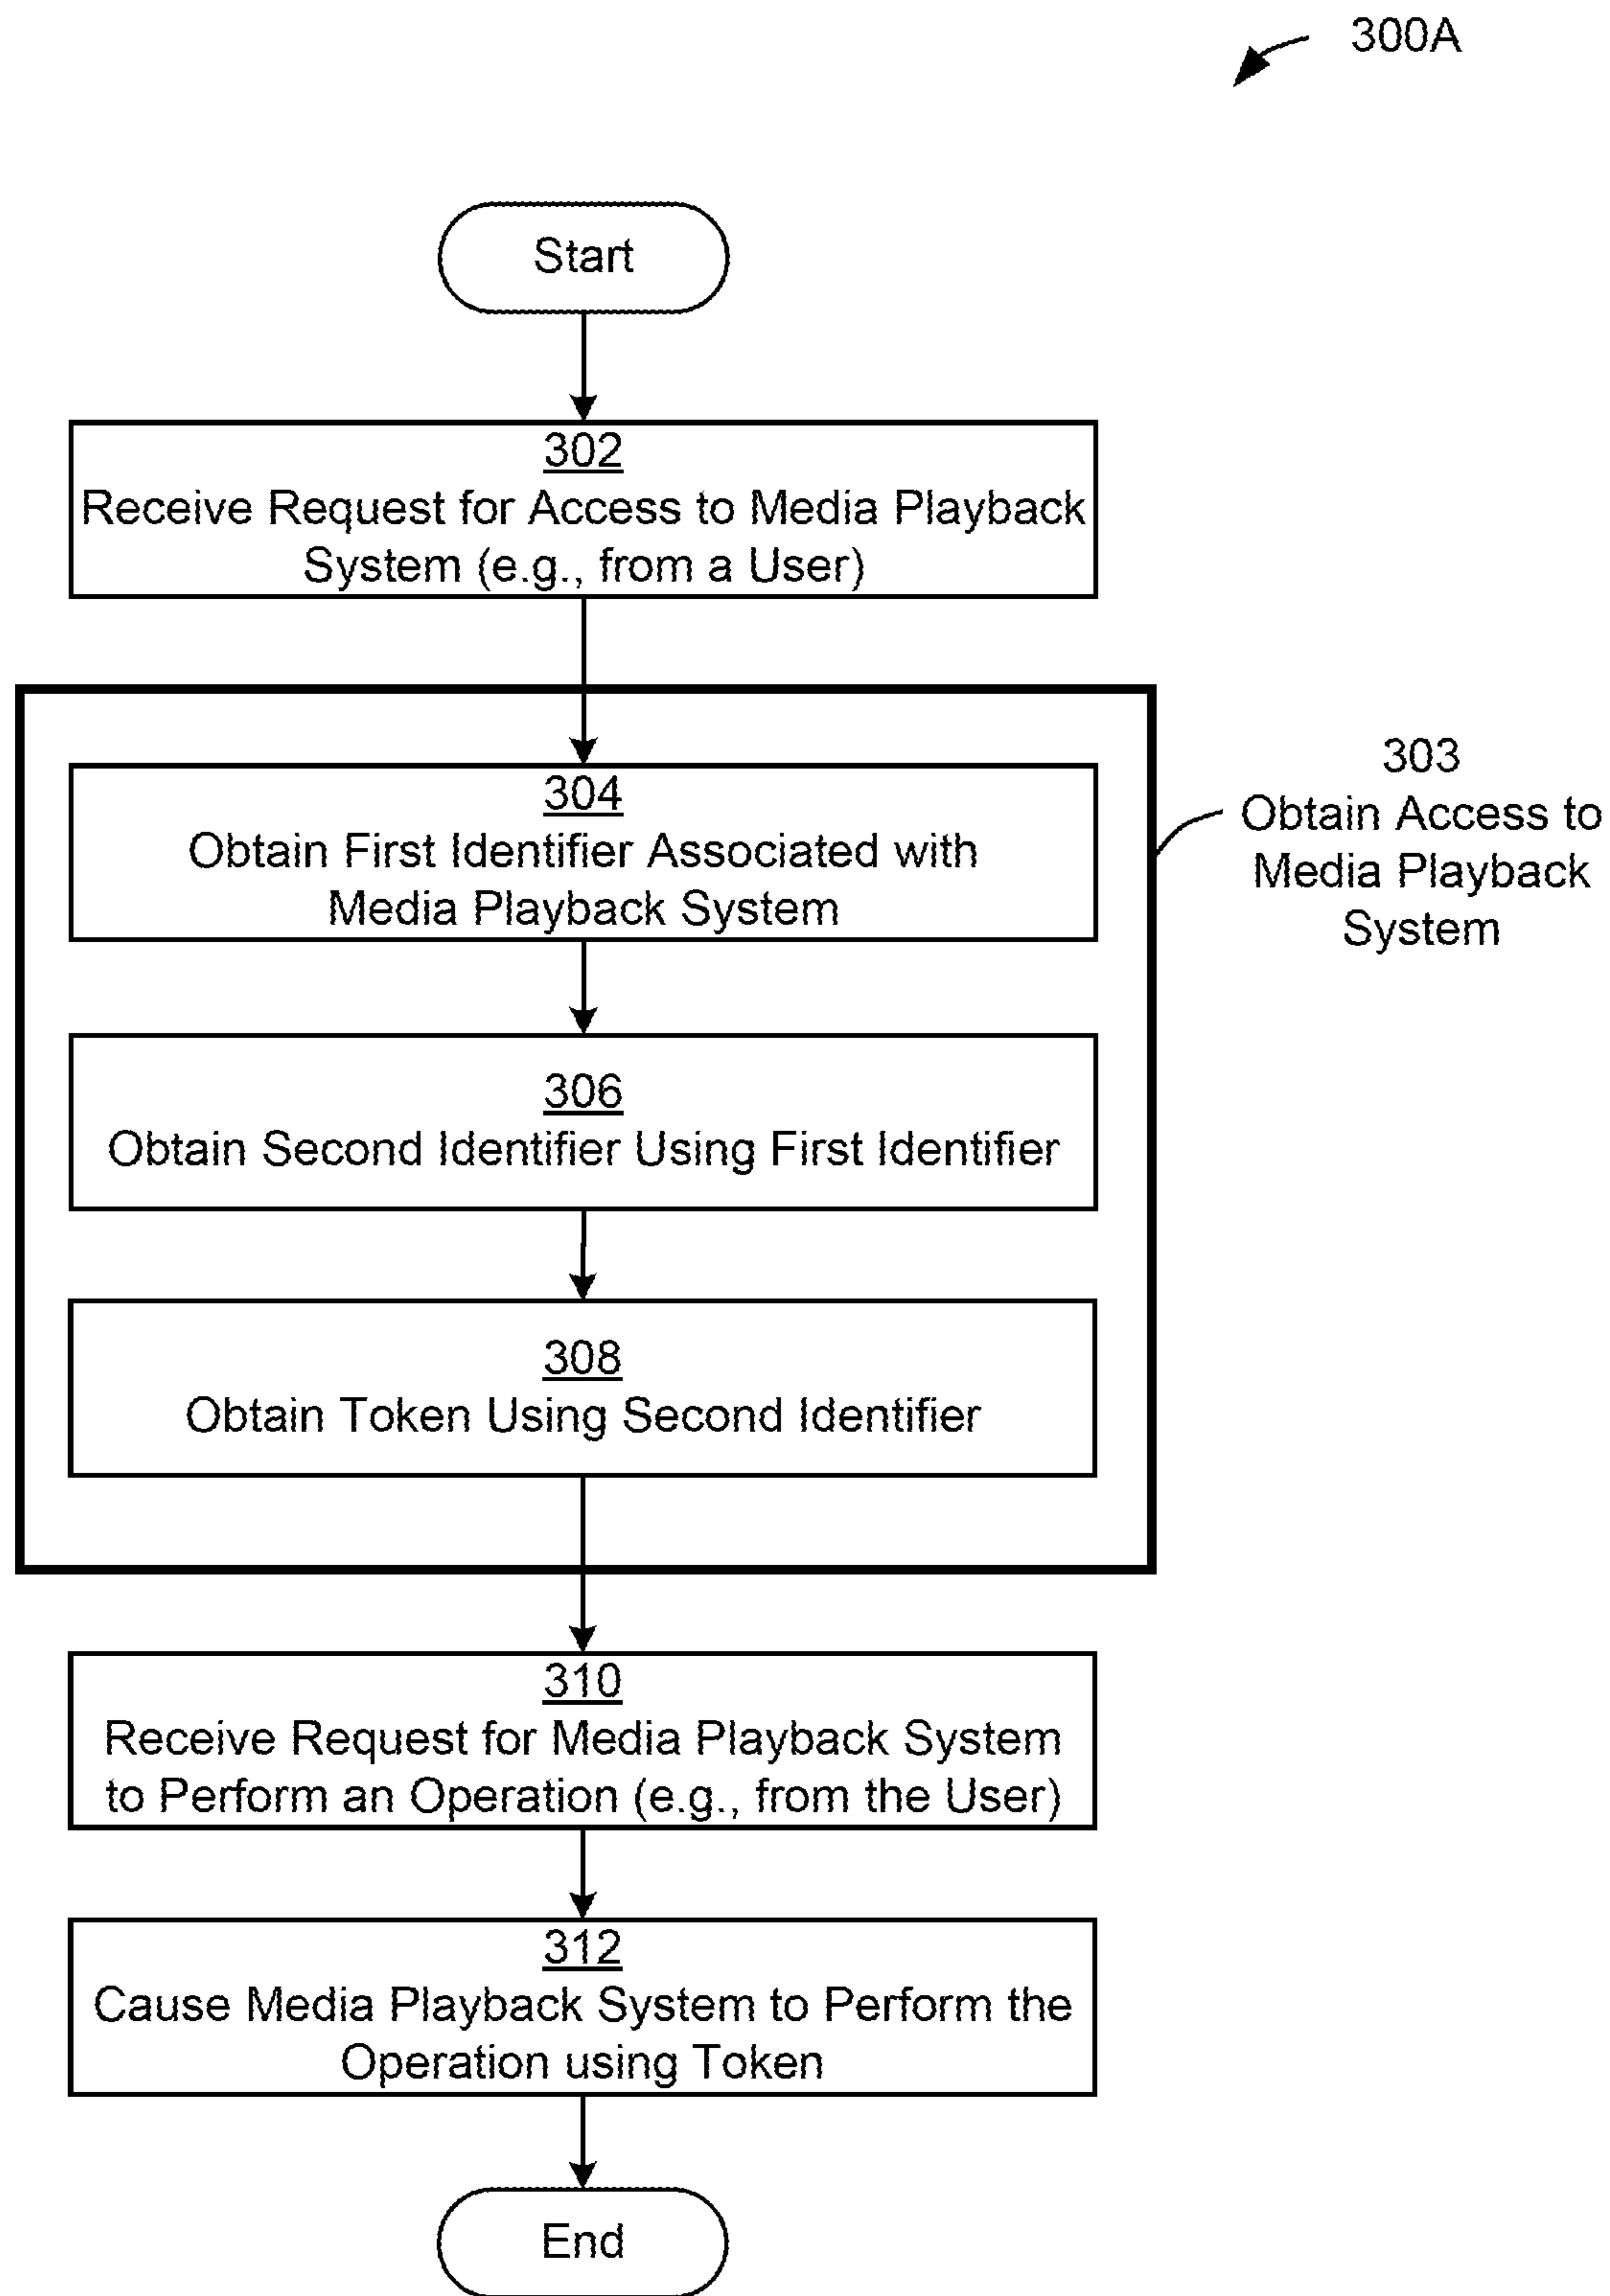 300A
Start
302
Receive Request for Access to Media Playback
System (e.g., from a User)
304
Obtain First Identifier Associated with
Media Playback System
303
Obtain Access to
Media Playback
System
306
Obtain Second Identifier Using First Identifier
308
Obtain Token Using Second Identifier
310
Receive Request for Media Playback System
to Perform an Operation (e.g., from the User)
312
Cause Media Playback System to Perform the
Operation using Token
End